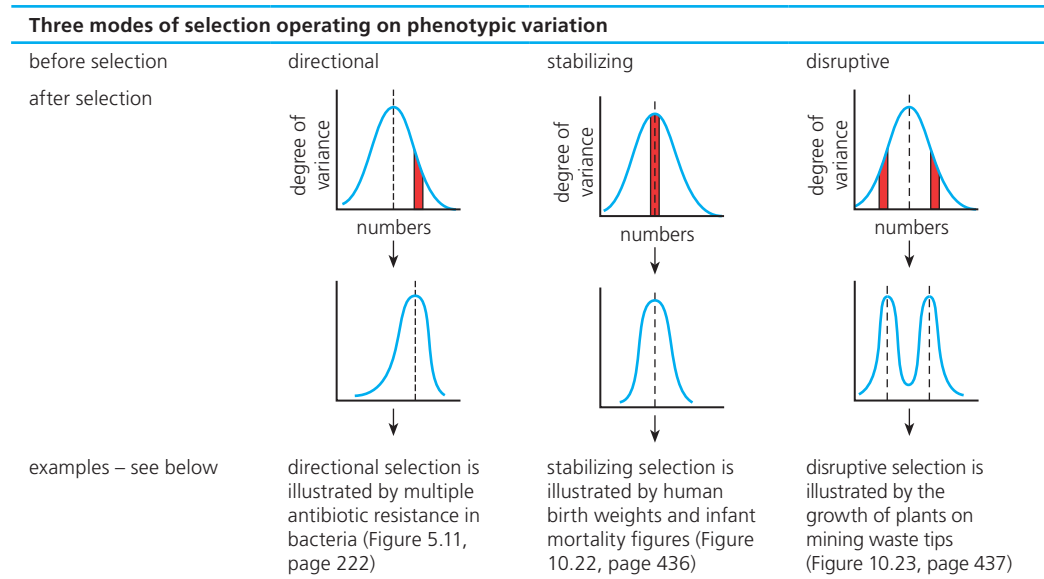 Three modes of selection operating on phenotypic variation
before selection
directional
stabilizing
disruptive
after selection
degree of
variance
numbers
degree of
variance
numbers
degree of
variance
numbers
examples – see below
directional selection is
illustrated by multiple
antibiotic resistance in
bacteria (Figure 5.11,
page 222)
stabilizing selection is
illustrated by human
birth weights and infant
mortality figures (Figure
10.22, page 436)
disruptive selection is
illustrated by the
growth of plants on
mining waste tips
(Figure 10.23, page 437)